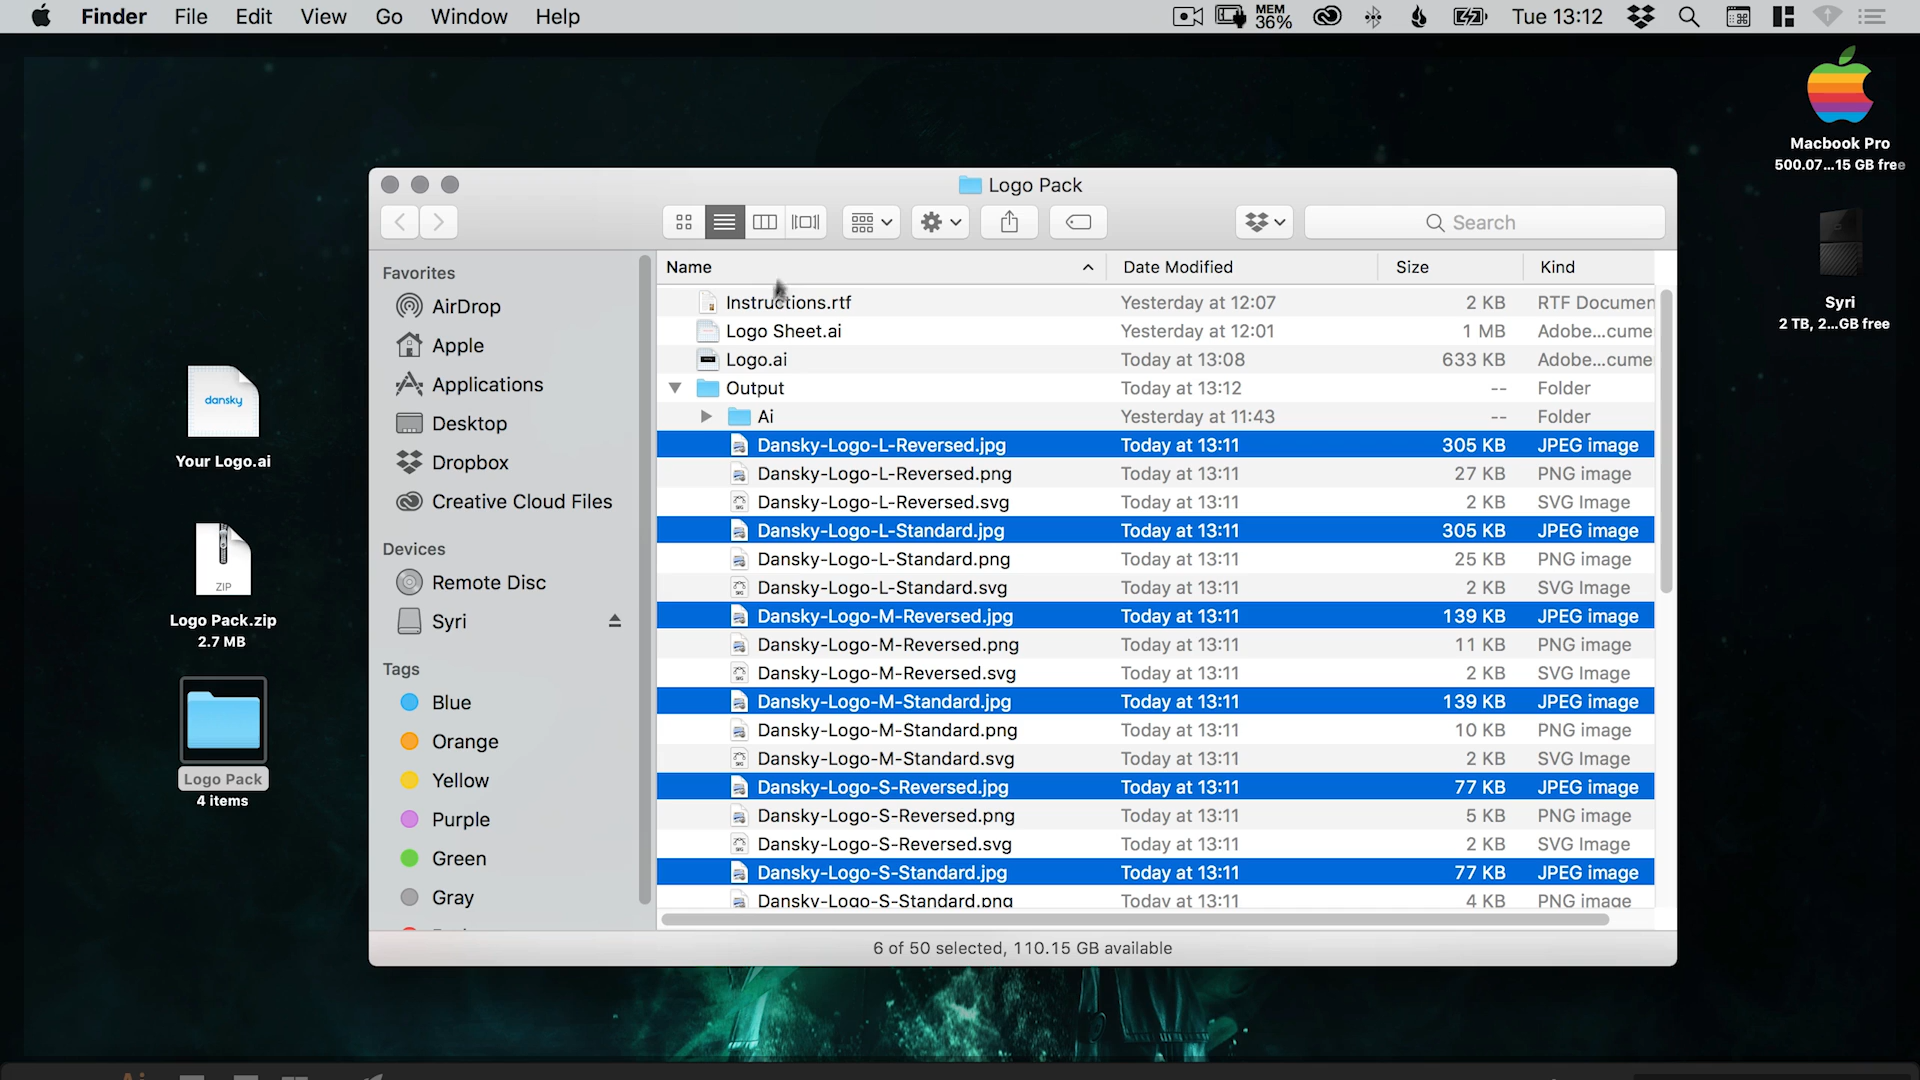 Finder File Edit View Go Window Help MEM 36% Tue 13:12
Macbook Pro
500.07...15 GB free
Syri
2 TB, 2...GB free
dansky
Your Logo.ai
ZIP
Logo Pack.zip
2.7 MB
Logo Pack
4 items
Logo Pack
Search
Favorites
AirDrop
Apple
Applications
Desktop
Dropbox
Creative Cloud Files
Devices
Remote Disc
Syri
Tags
Blue
Orange
Yellow
Purple
Green
Gray
Name Date Modified Size Kind
Instructions.rtf Yesterday at 12:07 2 KB RTF Documen
Logo Sheet.ai Yesterday at 12:01 1 MB Adobe...cume
Logo.ai Today at 13:08 633 KB Adobe...cume
Output Today at 13:12 -- Folder
Ai Yesterday at 11:43 -- Folder
Dansky-Logo-L-Reversed.jpg Today at 13:11 305 KB JPEG image
Dansky-Logo-L-Reversed.png Today at 13:11 27 KB PNG image
Dansky-Logo-L-Reversed.svg Today at 13:11 2 KB SVG Image
Dansky-Logo-L-Standard.jpg Today at 13:11 305 KB JPEG image
Dansky-Logo-L-Standard.png Today at 13:11 25 KB PNG image
Dansky-Logo-L-Standard.svg Today at 13:11 2 KB SVG Image
Dansky-Logo-M-Reversed.jpg Today at 13:11 139 KB JPEG image
Dansky-Logo-M-Reversed.png Today at 13:11 11 KB PNG image
Dansky-Logo-M-Reversed.svg Today at 13:11 2 KB SVG Image
Dansky-Logo-M-Standard.jpg Today at 13:11 139 KB JPEG image
Dansky-Logo-M-Standard.png Today at 13:11 10 KB PNG image
Dansky-Logo-M-Standard.svg Today at 13:11 2 KB SVG Image
Dansky-Logo-S-Reversed.jpg Today at 13:11 77 KB JPEG image
Dansky-Logo-S-Reversed.png Today at 13:11 5 KB PNG image
Dansky-Logo-S-Reversed.svg Today at 13:11 2 KB SVG Image
Dansky-Logo-S-Standard.jpg Today at 13:11 77 KB JPEG image
Dansky-Logo-S-Standard.png Today at 13:11 4 KB PNG image
6 of 50 selected, 110.15 GB available